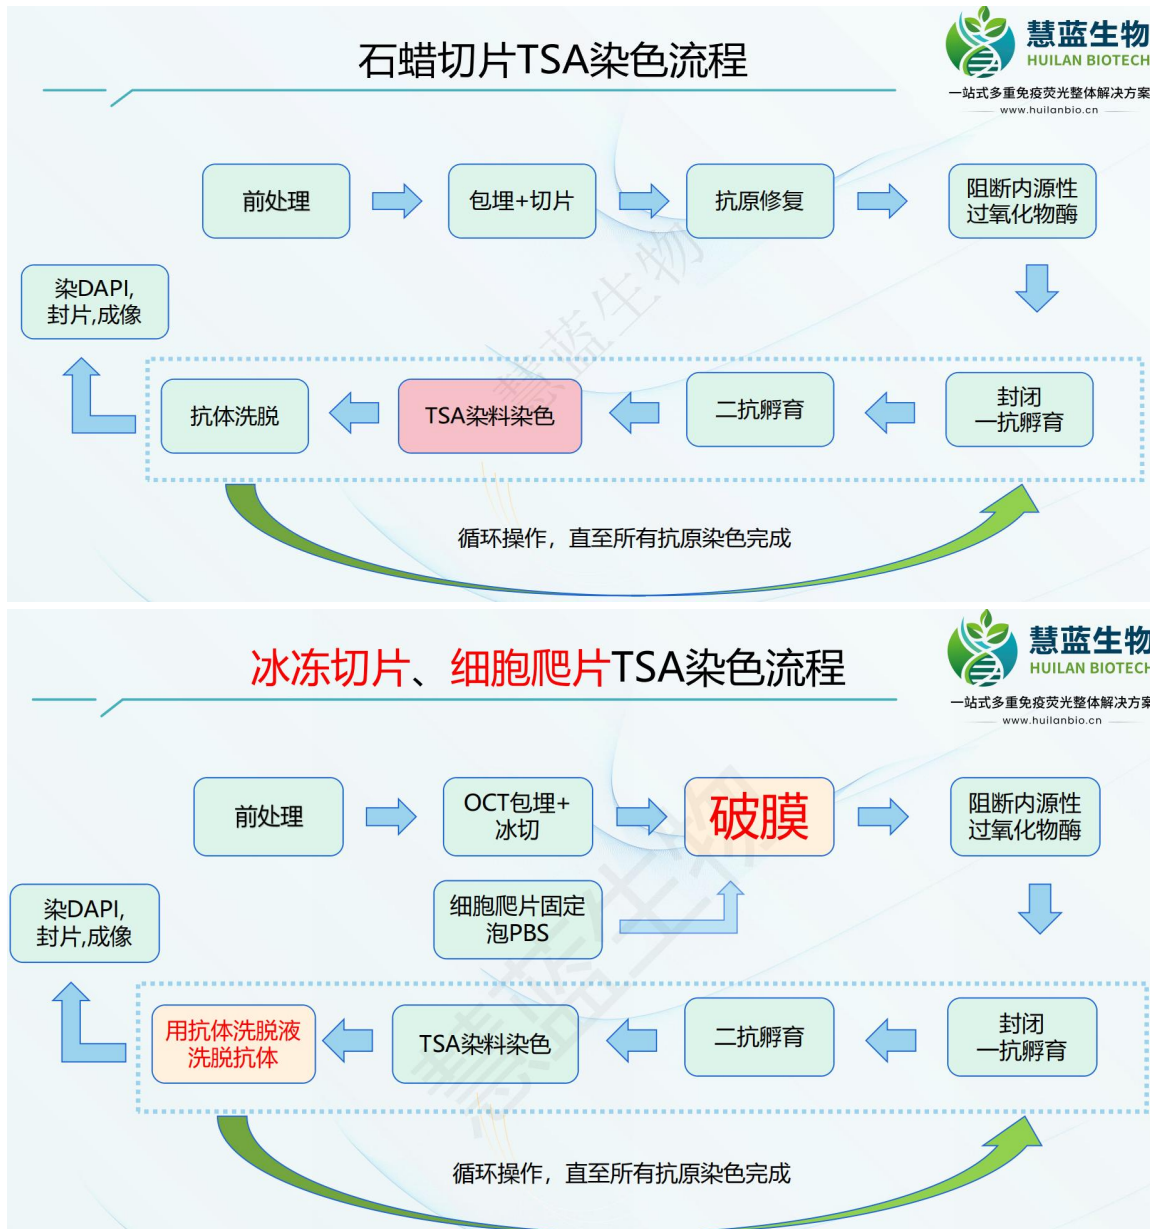 石蜡切片TSA染色流程
慧蓝生物
HUILAN BIOTECH
一站式多重免疫荧光整体解决方案
www.huilanbio.cn
前处理
包埋+切片
抗原修复
阻断内源性
过氧化物酶
染DAPI,
封片,成像
抗体洗脱
TSA染料染色
二抗孵育
封闭
一抗孵育
循环操作，直至所有抗原染色完成
慧蓝生物
冰冻切片、细胞爬片TSA染色流程
慧蓝生物
HUILAN BIOTECH
一站式多重免疫荧光整体解决方案
www.huilanbio.cn
前处理
OCT包埋+
冰切
破膜
阻断内源性
过氧化物酶
细胞爬片固定
泡PBS
染DAPI,
封片,成像
用抗体洗脱液
洗脱抗体
TSA染料染色
二抗孵育
封闭
一抗孵育
循环操作，直至所有抗原染色完成
慧蓝生物